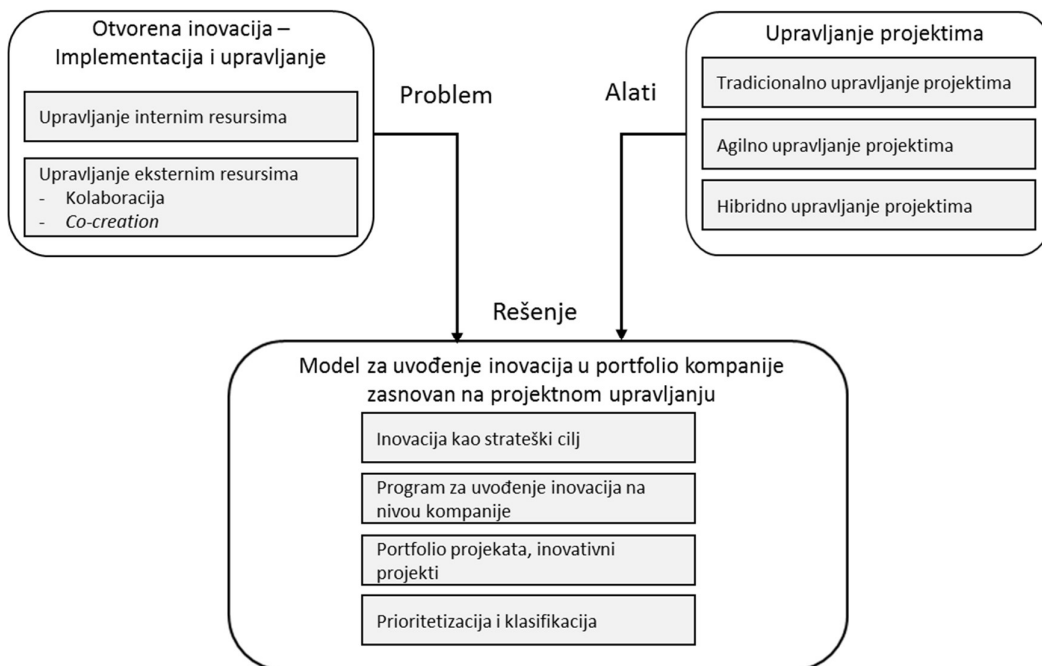 Otvorena inovacija –
Implementacija i upravljanje
Upravljanje internim resursima
Upravljanje eksternim resursima
- Kolaboracija
- Co-creation
Problem
Alati
Upravljanje projektima
Tradicionalno upravljanje projektima
Agilno upravljanje projektima
Hibridno upravljanje projektima
Rešenje
Model za uvođenje inovacija u portfolio kompanije
zasnovan na projektnom upravljanju
Inovacija kao strateški cilj
Program za uvođenje inovacija na
nivou kompanije
Portfolio projekata, inovativni
projekti
Prioritetizacija i klasifikacija